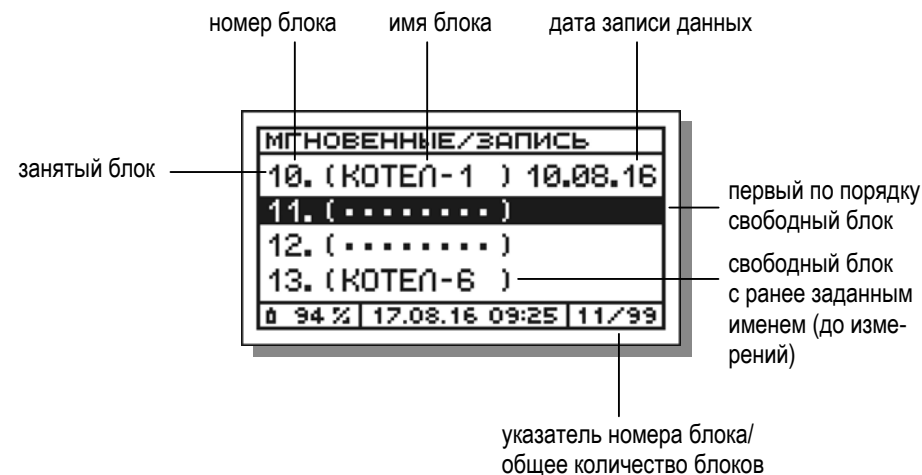 номер блока имя блока дата записи данных
занятый блок
МГНОВЕННЫЕ/ЗАПИСЬ
10. (КОТЕЛ-1 ) 10.08.16
11. (········)
12. (········)
13. (КОТЕЛ-6 )
94 % 17.08.16 09:25 11/99
первый по порядку
свободный блок
свободный блок
с ранее заданным
именем (до изме-
рений)
указатель номера блока/
общее количество блоков